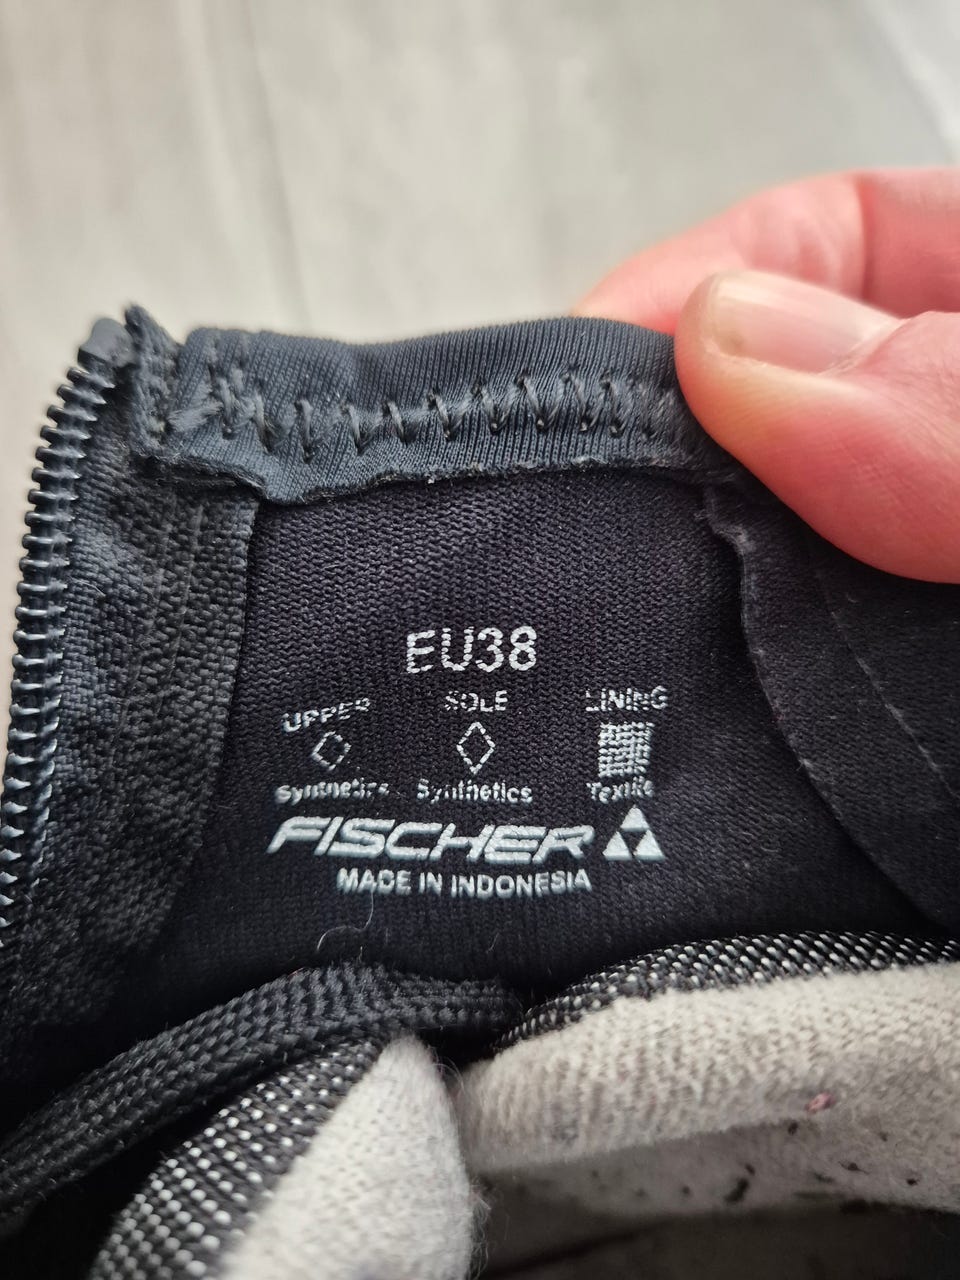 EU38
UPPER SOLE LINING
Synthetics Synthetics Textile
FISCHER
MADE IN INDONESIA